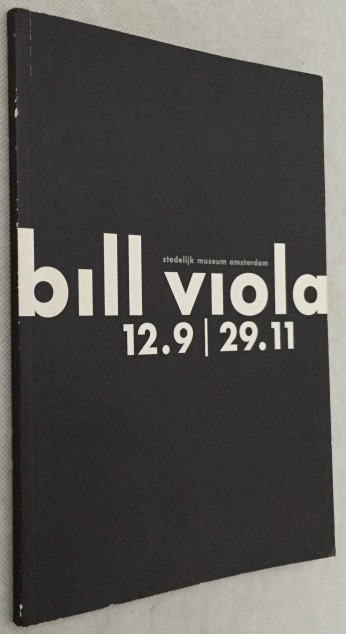 stedelijk museum amsterdam
bill viola
12.9 | 29.11